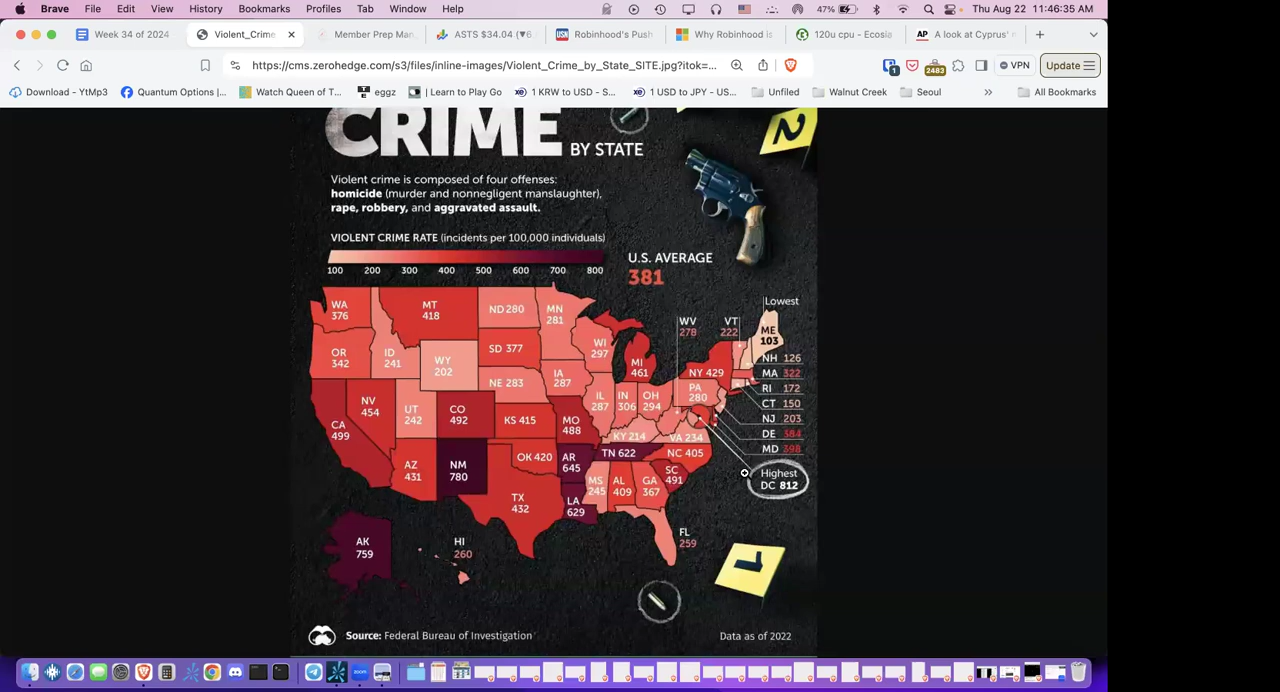 Brave File Edit View History Bookmarks Profiles Tab Window Help 47% Thu Aug 22 11:46:35 AM
Week 34 of 2024 Violent_Crime Member Prep Man ASTS $34.04 (▼6. Robinhood's Push Why Robinhood is 120u cpu - Ecosia A look at Cyprus'
https://cms.zerohedge.com/s3/files/inline-images/Violent_Crime_by_State_SITE.jpg?itok=... 1 2483 VPN Update
Download - YtMp3 Quantum Options |... Watch Queen of T... eggz | Learn to Play Go 1 KRW to USD - S... 1 USD to JPY - US... Unfiled Walnut Creek Seoul » All Bookmarks
CRIME BY STATE
2
Violent crime is composed of four offenses:
homicide (murder and nonnegligent manslaughter),
rape, robbery, and aggravated assault.
VIOLENT CRIME RATE (incidents per 100,000 individuals)
100 200 300 400 500 600 700 800
U.S. AVERAGE
381
WA
376
MT
418
ND 280
MN
281
OR
342
ID
241
WY
202
SD 377
WI
297
MI
461
NY 429
WV
278
VT
222
Lowest
ME
103
NH 126
MA 322
RI 172
CT 150
NJ 203
DE 384
MD 398
Highest
DC 812
NE 283
IA
287
IL
287
IN
306
OH
294
PA
280
CA
499
NV
454
UT
242
CO
492
KS 415
MO
488
KY 214
VA 234
AZ
431
NM
780
OK 420
AR
645
TN 622
NC 405
SC
491
TX
432
LA
629
MS
245
AL
409
GA
367
FL
259
AK
759
HI
260
1
Source: Federal Bureau of Investigation
Data as of 2022